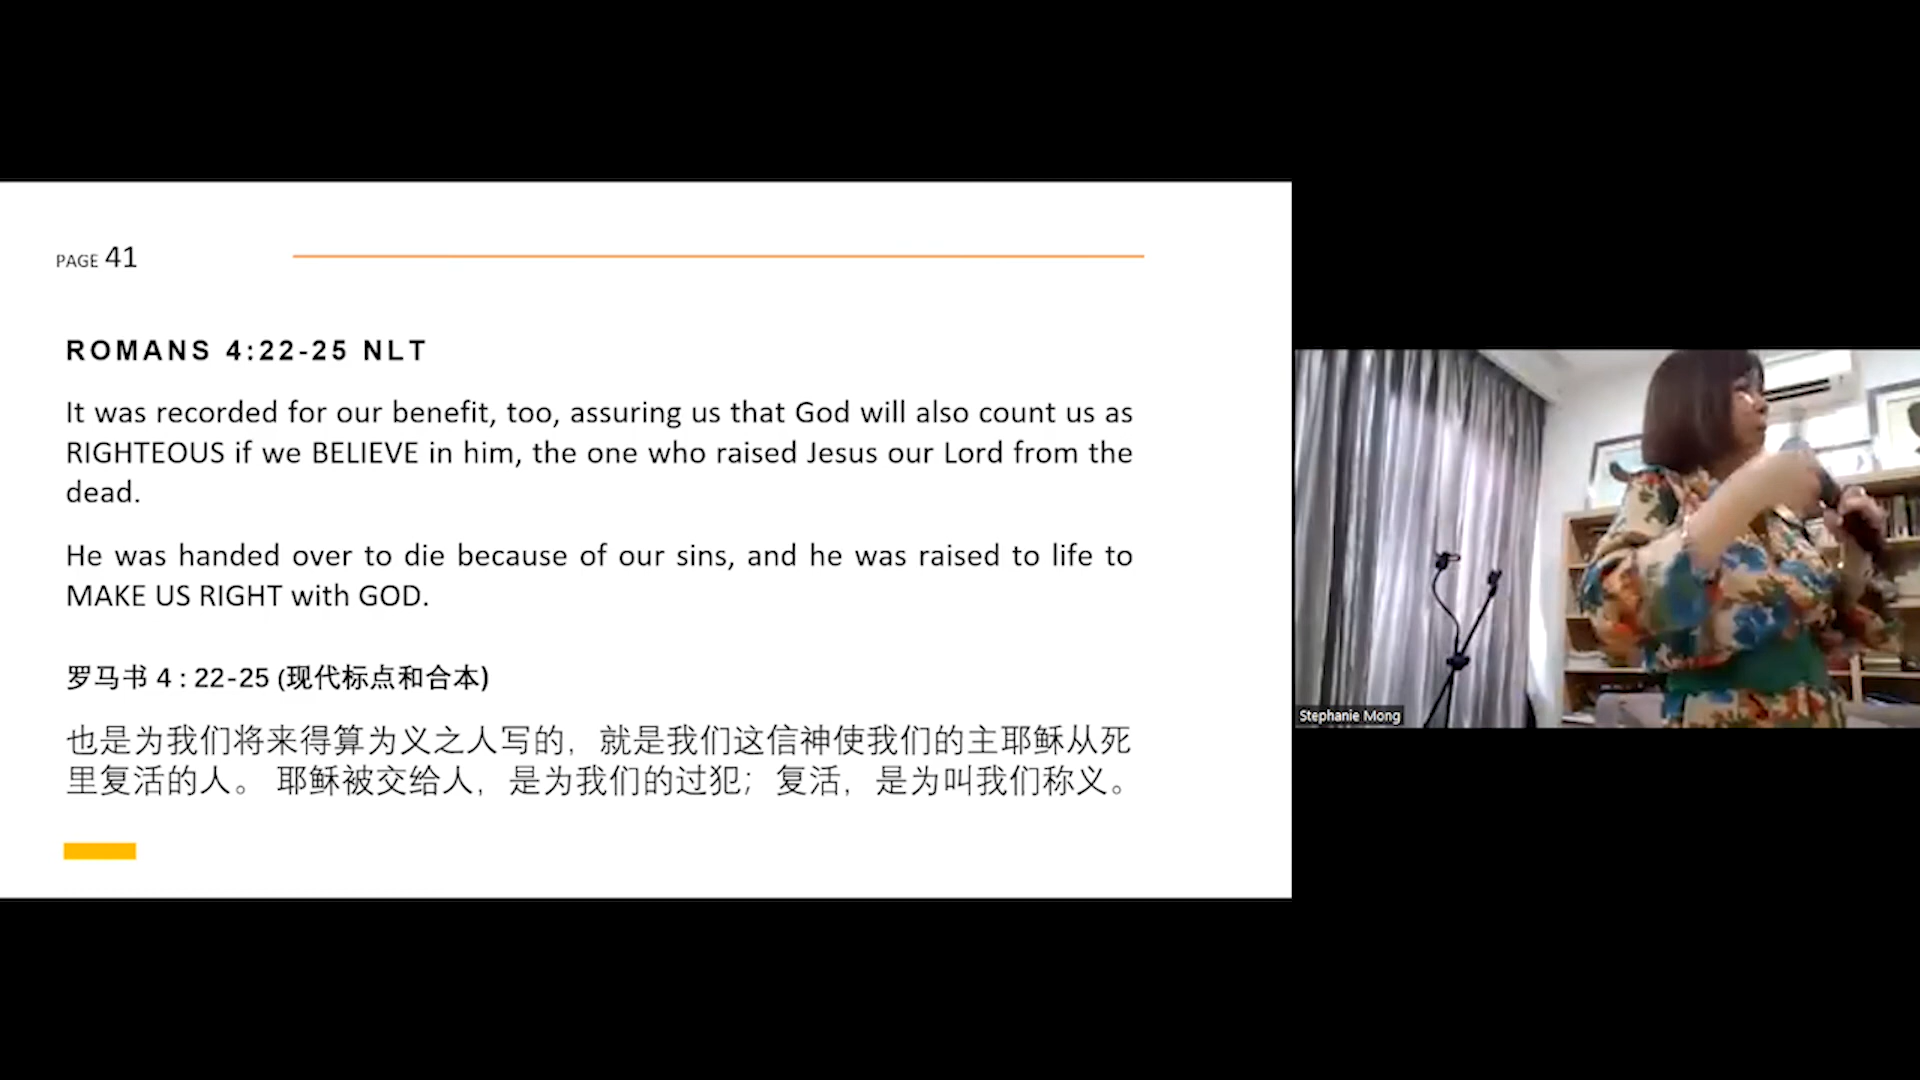 PAGE 41
ROMANS 4:22-25 NLT
It was recorded for our benefit, too, assuring us that God will also count us as
RIGHTEOUS if we BELIEVE in him, the one who raised Jesus our Lord from the
dead.
He was handed over to die because of our sins, and he was raised to life to
MAKE US RIGHT with GOD.
罗马书 4 : 22-25 (现代标点和合本)
也是为我们将来得算为义之人写的，就是我们这信神使我们的主耶稣从死
里复活的人。 耶稣被交给人，是为我们的过犯；复活，是为叫我们称义。
Stephanie Mong